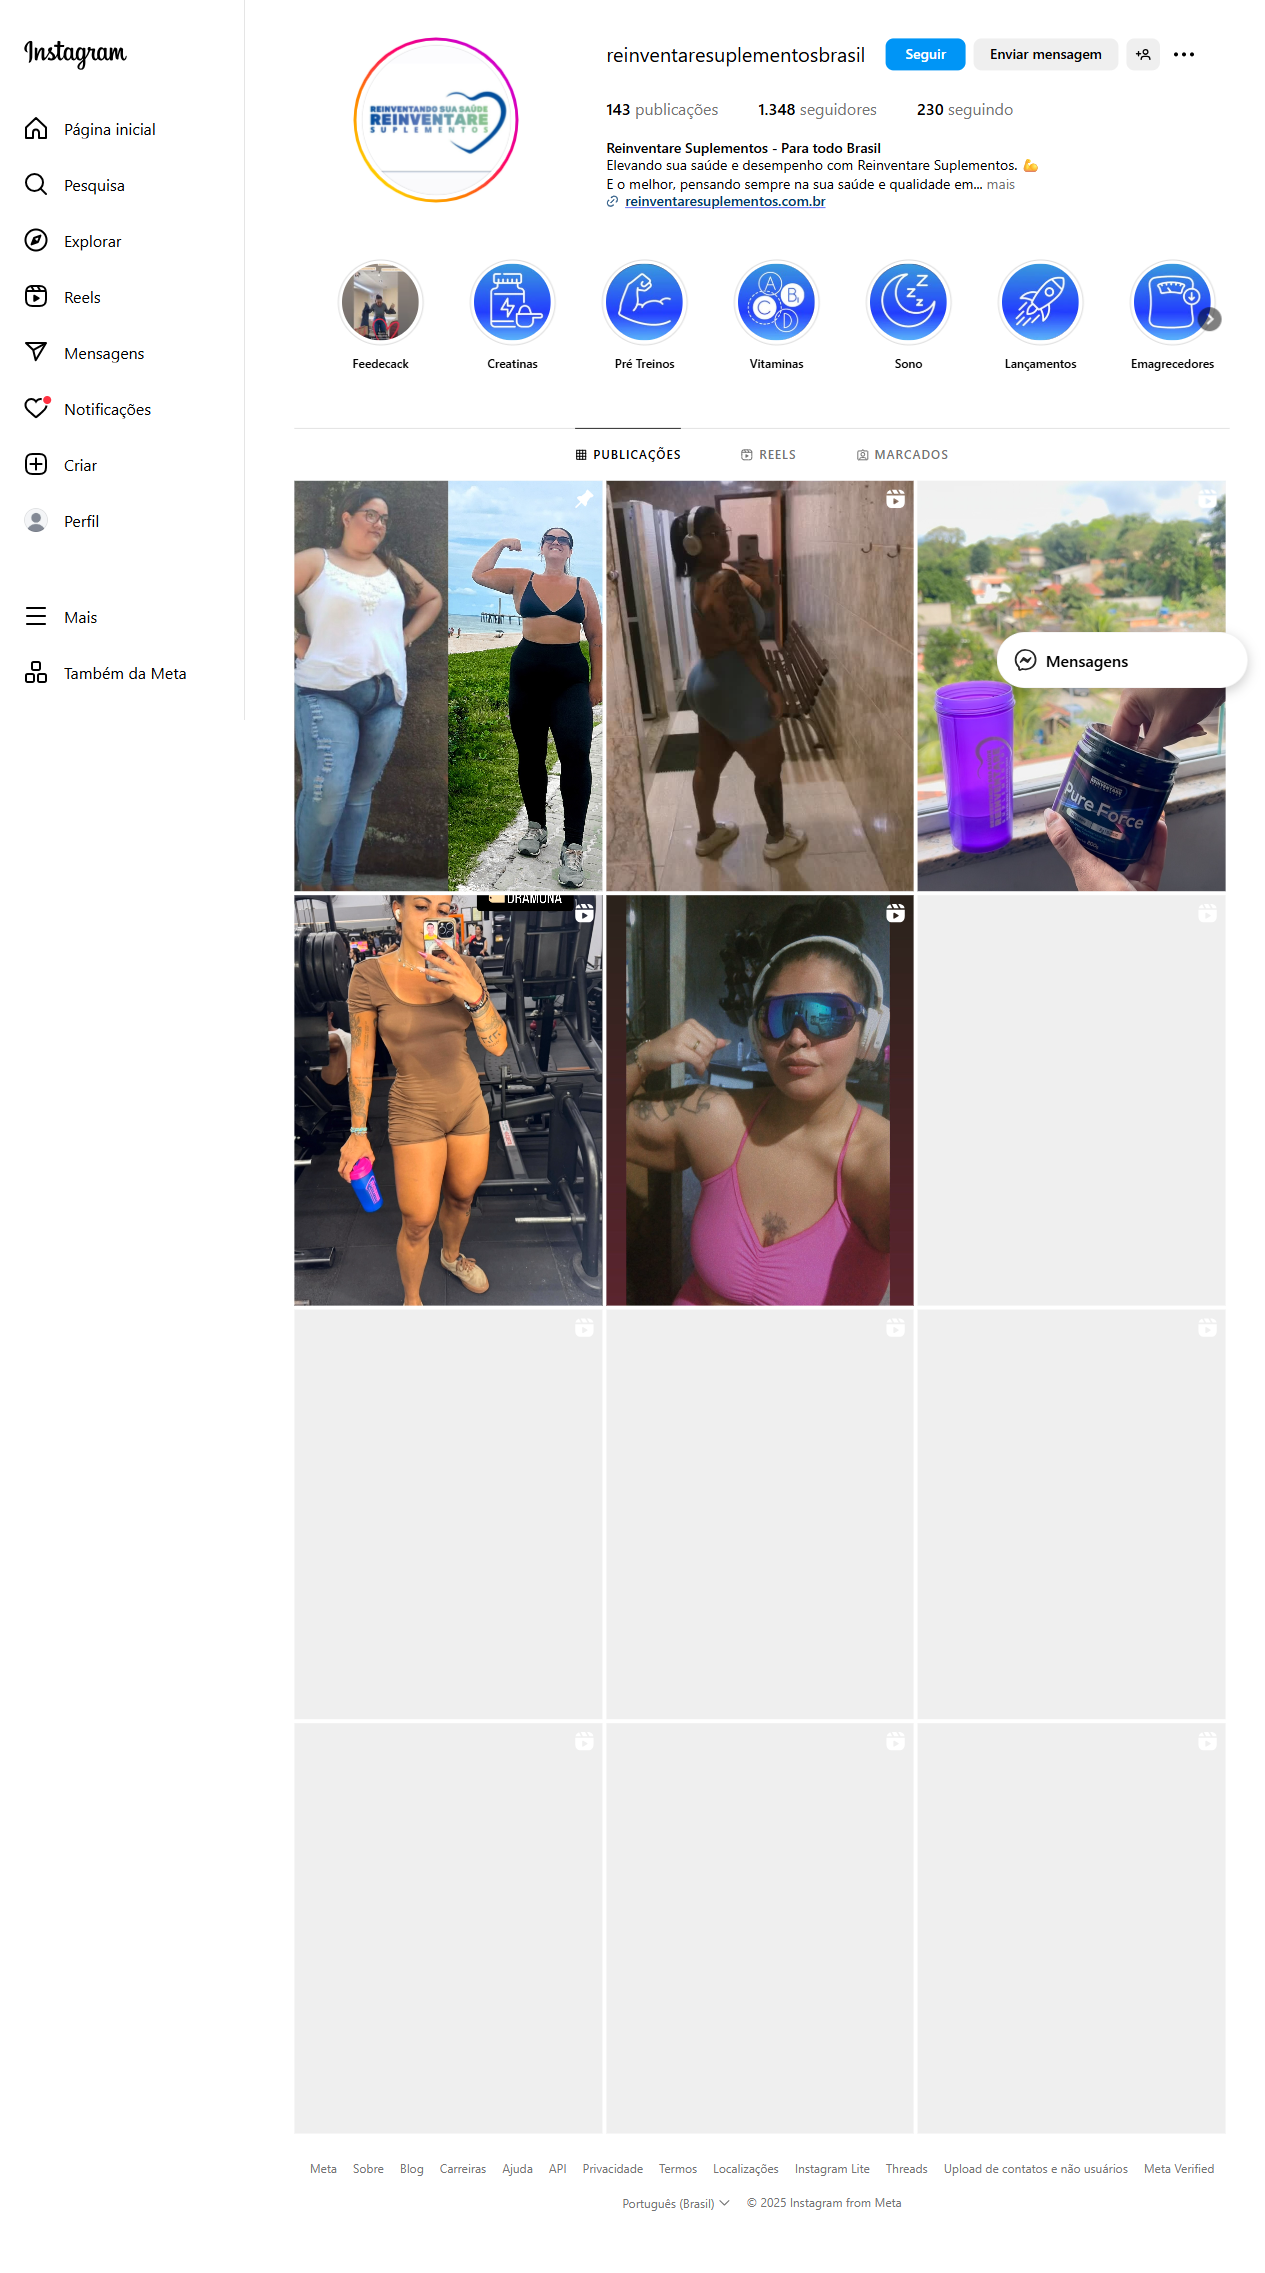 Instagram
Página inicial
Pesquisa
Explorar
Reels
Mensagens
Notificações
Criar
Perfil
Mais
Também da Meta
REINVENTANDO SUA SAÚDE
REINVENTARE
SUPLEMENTOS
reinventaresuplementosbrasil Seguir Enviar mensagem
143 publicações 1.348 seguidores 230 seguindo
Reinventare Suplementos - Para todo Brasil
Elevando sua saúde e desempenho com Reinventare Suplementos. 💪
E o melhor, pensando sempre na sua saúde e qualidade em... mais
reinventaresuplementos.com.br
A
B
C
D
Z
Z
Z
Feedecack Creatinas Pré Treinos Vitaminas Sono Lançamentos Emagrecedores
PUBLICAÇÕES REELS MARCADOS
Mensagens
REINVENTARE
Pure Force
DRAMONA
Meta Sobre Blog Carreiras Ajuda API Privacidade Termos Localizações Instagram Lite Threads Upload de contatos e não usuários Meta Verified
Português (Brasil) © 2025 Instagram from Meta